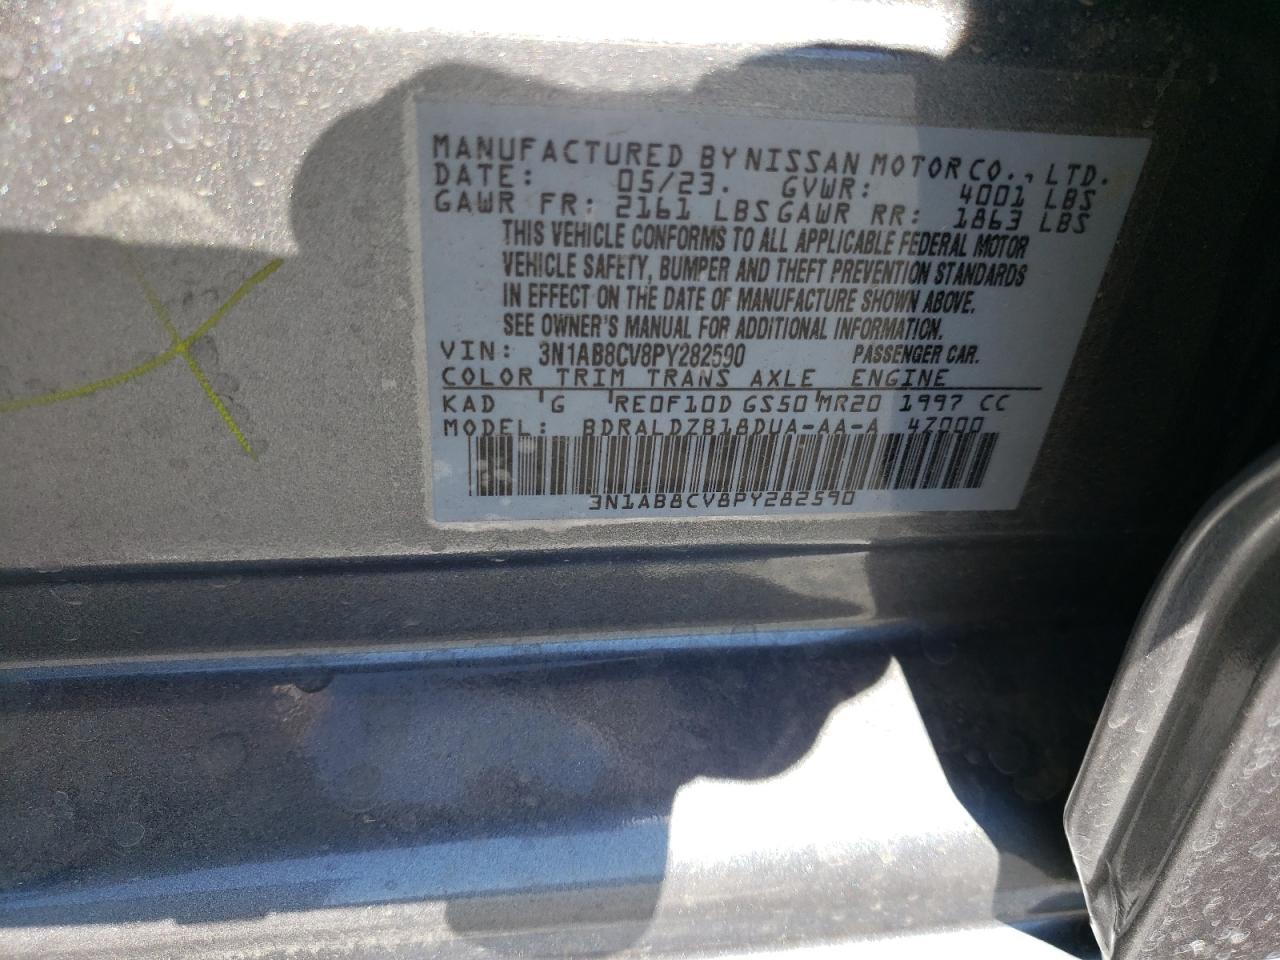 MANUFACTURED BY NISSAN MOTOR CO., LTD.
DATE: 05/23. GVWR: 4001 LBS
GAWR FR: 2161 LBS GAWR RR: 1863 LBS
THIS VEHICLE CONFORMS TO ALL APPLICABLE FEDERAL MOTOR
VEHICLE SAFETY, BUMPER AND THEFT PREVENTION STANDARDS
IN EFFECT ON THE DATE OF MANUFACTURE SHOWN ABOVE.
SEE OWNER'S MANUAL FOR ADDITIONAL INFORMATION.
VIN: 3N1AB8CV8PY282590 PASSENGER CAR.
COLOR TRIM TRANS AXLE ENGINE
KAD G RE0F10D GS50 MR20 1997 CC
MODEL: BDRALDZB18DUA-AA-A 4Z000
3N1AB8CV8PY282590